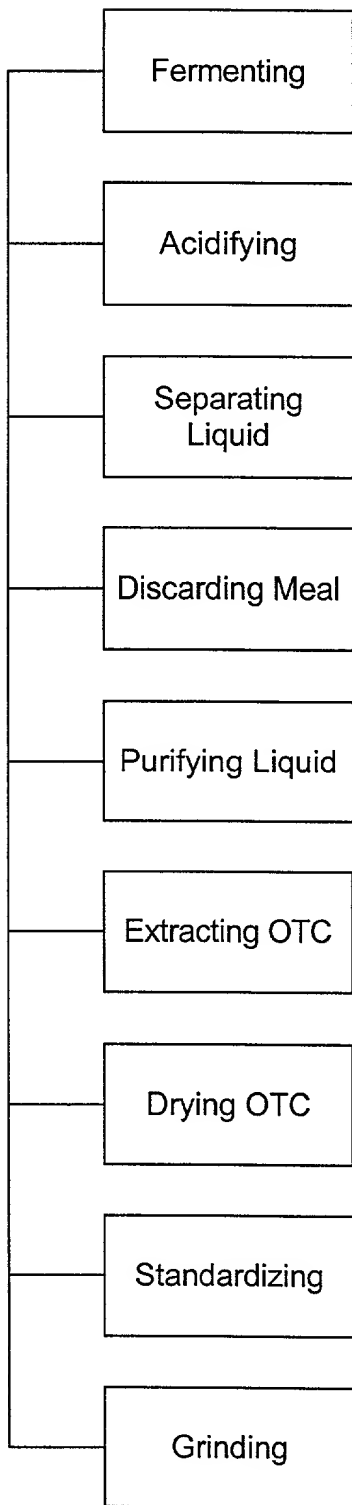 Fermenting
Acidifying
Separating
Liquid
Discarding Meal
Purifying Liquid
Extracting OTC
Drying OTC
Standardizing
Grinding